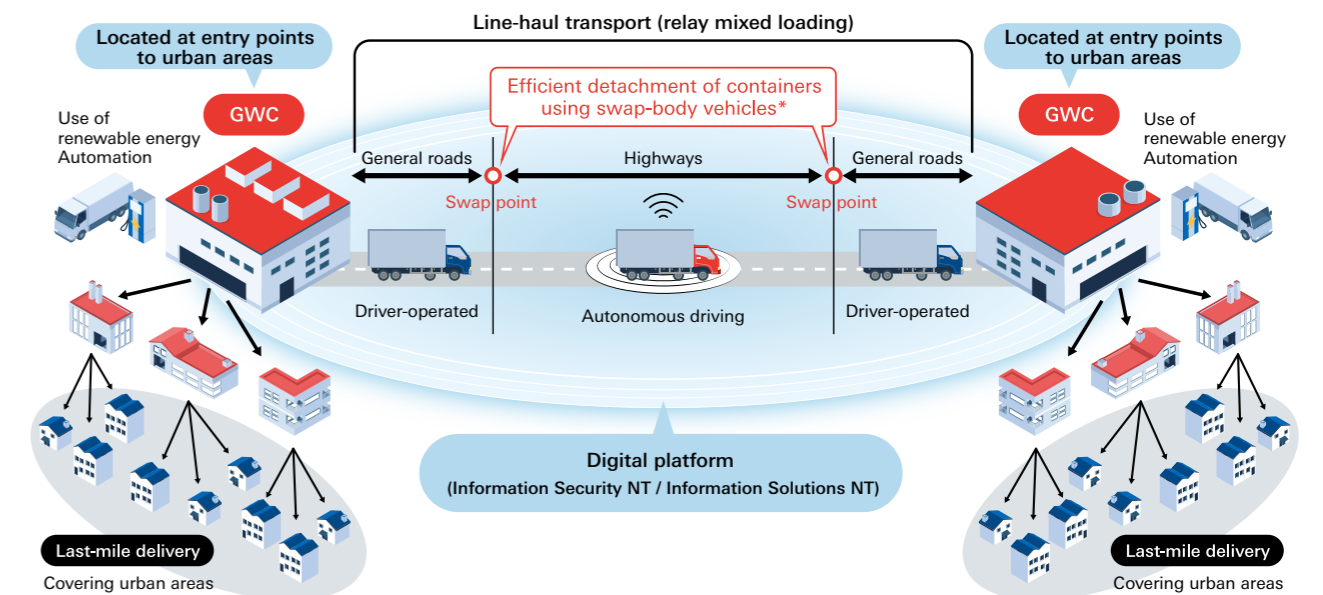 Line-haul transport (relay mixed loading)
Located at entry points
to urban areas
GWC
Use of
renewable energy
Automation
Efficient detachment of containers
using swap-body vehicles*
Located at entry points
to urban areas
GWC
Use of
renewable energy
Automation
General roads
Highways
General roads
Swap point
Swap point
Driver-operated
Autonomous driving
Driver-operated
Digital platform
(Information Security NT / Information Solutions NT)
Last-mile delivery
Covering urban areas
Last-mile delivery
Covering urban areas